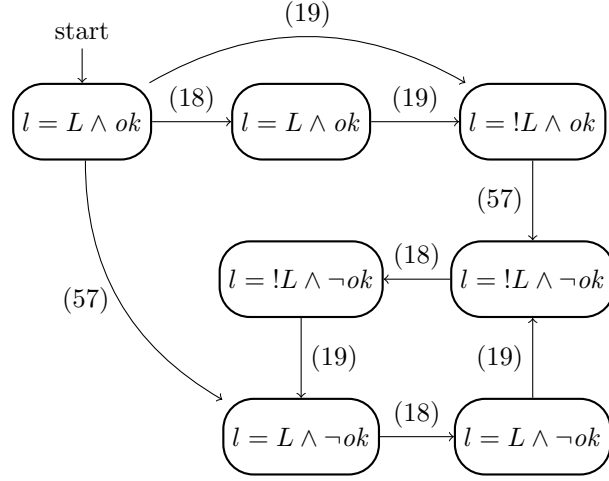 (19)
start
(18)
(19)
l = L ∧ ok
l = L ∧ ok
l = !L ∧ ok
(57)
(18)
l = !L ∧ ¬ok
l = !L ∧ ¬ok
(57)
(19)
(19)
(18)
l = L ∧ ¬ok
l = L ∧ ¬ok